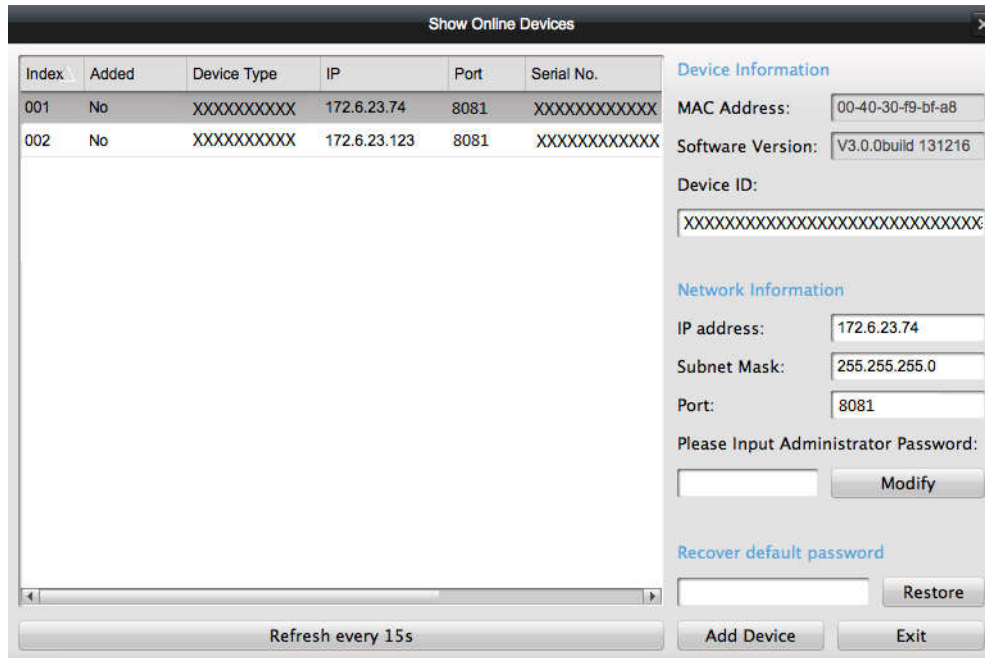 Show Online Devices
Index Added Device Type IP Port Serial No.
001 No XXXXXXXXXX 172.6.23.74 8081 XXXXXXXXXXXX
002 No XXXXXXXXXX 172.6.23.123 8081 XXXXXXXXXXXX
Refresh every 15s
Device Information
MAC Address: 00-40-30-f9-bf-a8
Software Version: V3.0.0build 131216
Device ID:
XXXXXXXXXXXXXXXXXXXXXXXXXXXXX
Network Information
IP address: 172.6.23.74
Subnet Mask: 255.255.255.0
Port: 8081
Please Input Administrator Password:
Modify
Recover default password
Restore
Add Device Exit